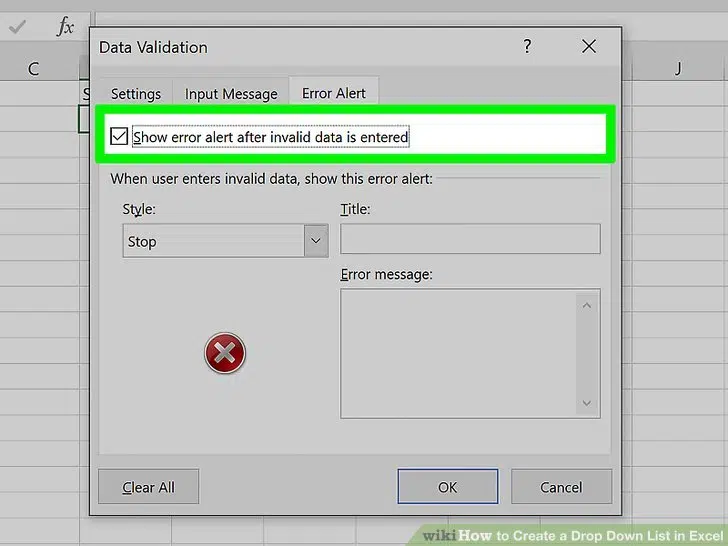 fx
Data Validation
?
C
J
S
Settings
Input Message
Error Alert
Show error alert after invalid data is entered
When user enters invalid data, show this error alert:
Style:
Title:
Stop
Error message:
Clear All
OK
Cancel
wikiHow to Create a Drop Down List in Excel